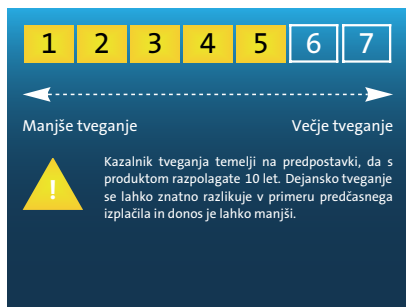 1 2 3 4 5 6 7
Manjše tveganje Večje tveganje
!
Kazalnik tveganja temelji na predpostavki, da s
produktom razpolagate 10 let. Dejansko tveganje
se lahko znatno razlikuje v primeru predčasnega
izplačila in donos je lahko manjši.